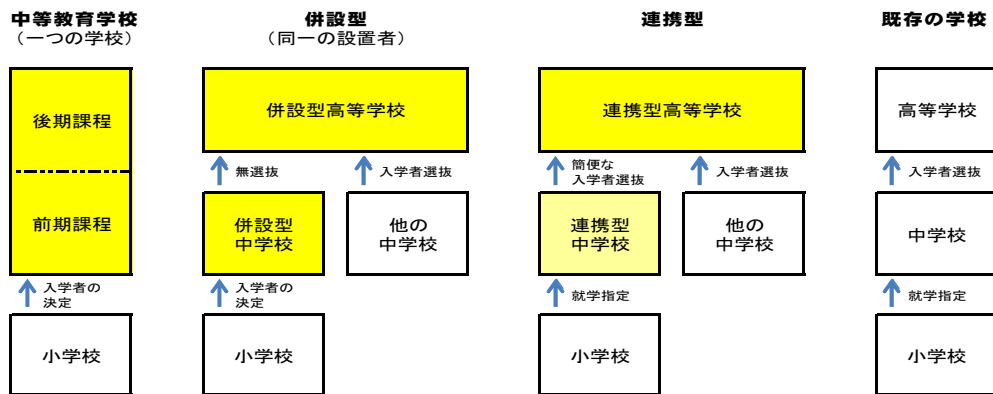 中等教育学校
（一つの学校）
後期課程
前期課程
入学者の
決定
小学校
併設型
（同一の設置者）
併設型高等学校
無選抜
入学者選抜
併設型
中学校
他の
中学校
入学者の
決定
小学校
連携型
連携型高等学校
簡便な
入学者選抜
入学者選抜
連携型
中学校
他の
中学校
就学指定
小学校
既存の学校
高等学校
入学者選抜
中学校
就学指定
小学校